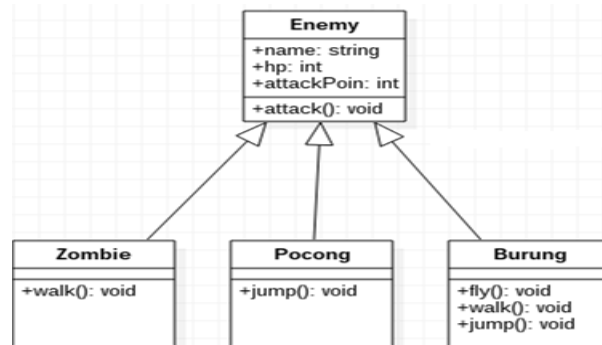 Enemy
+name: string
+hp: int
+attackPoin: int
+attack(): void
Zombie
+walk(): void
Pocong
+jump(): void
Burung
+fly(): void
+walk(): void
+jump(): void